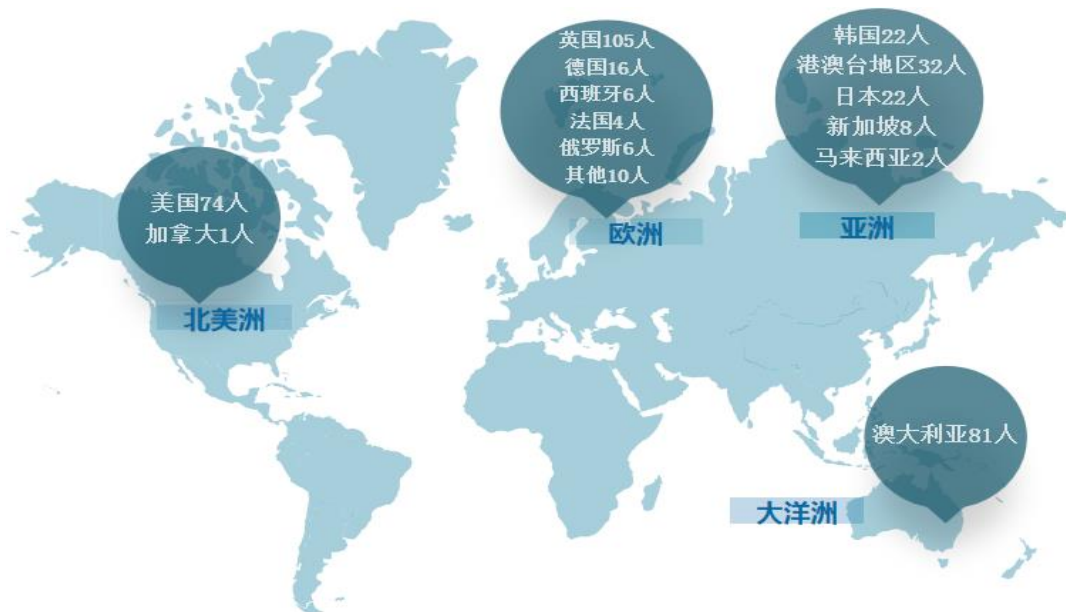 英国105人
德国16人
西班牙6人
法国4人
俄罗斯6人
其他10人
欧洲
韩国22人
港澳台地区32人
日本22人
新加坡8人
马来西亚2人
亚洲
美国74人
加拿大1人
北美洲
澳大利亚81人
大洋洲